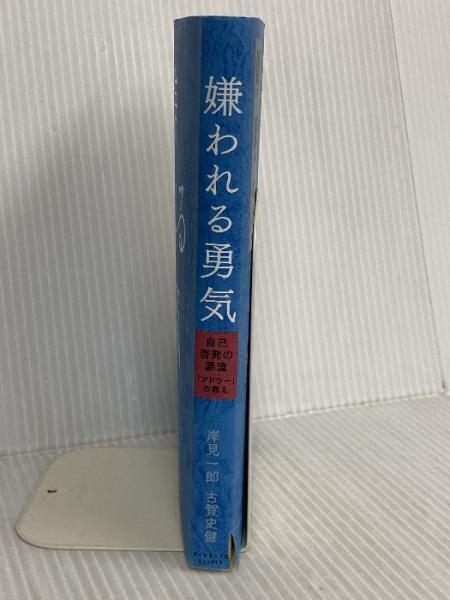 嫌われる勇気
自己
啓発の
源流
「アドラー」
の教え
岸見一郎 古賀史健